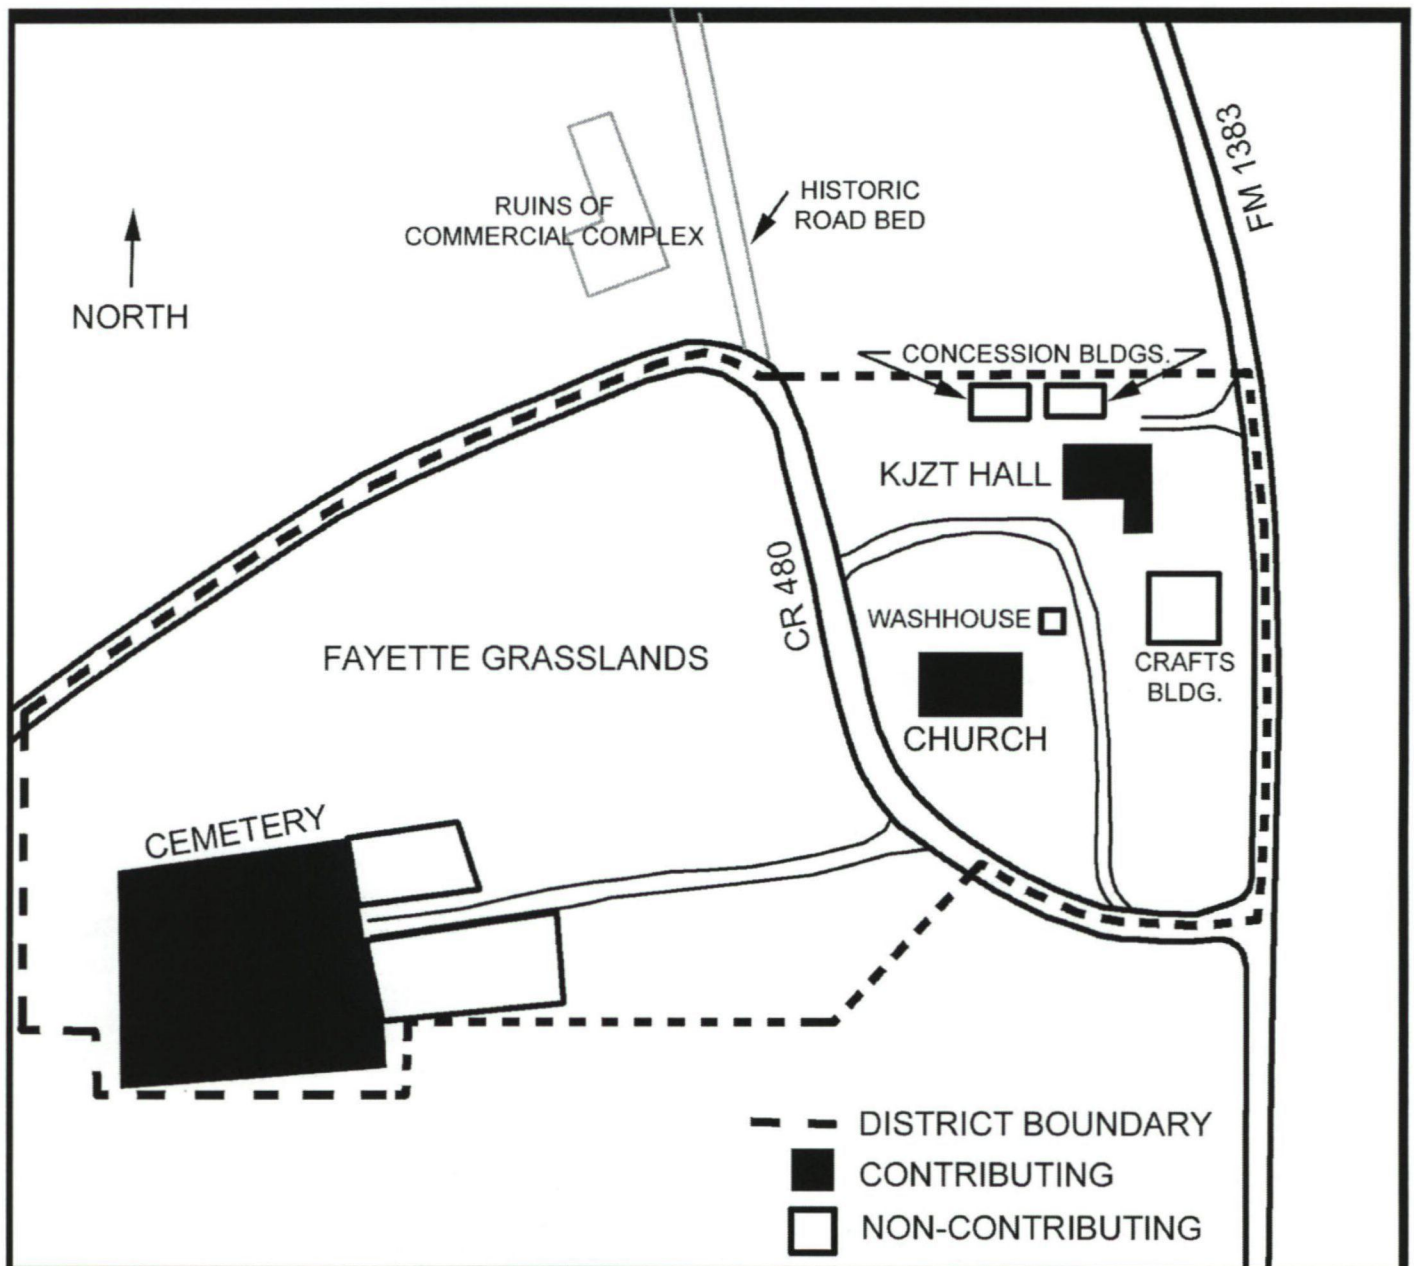 FM 1383
HISTORIC
ROAD BED
RUINS OF
COMMERCIAL COMPLEX
NORTH
CONCESSION BLDGS.
KJZT HALL
CR 480
WASHHOUSE
FAYETTE GRASSLANDS
CRAFTS
BLDG.
CHURCH
CEMETERY
DISTRICT BOUNDARY
CONTRIBUTING
NON-CONTRIBUTING